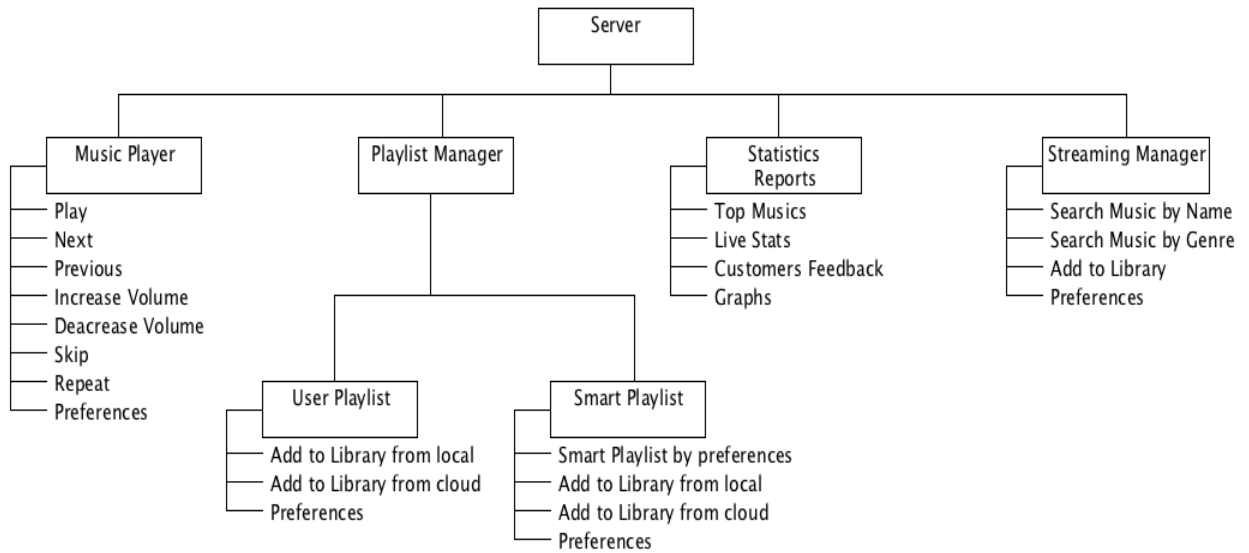 Server
Music Player
Play
Next
Previous
Increase Volume
Deacrease Volume
Skip
Repeat
Preferences
Playlist Manager
User Playlist
Add to Library from local
Add to Library from cloud
Preferences
Smart Playlist
Smart Playlist by preferences
Add to Library from local
Add to Library from cloud
Preferences
Statistics
Reports
Top Musics
Live Stats
Customers Feedback
Graphs
Streaming Manager
Search Music by Name
Search Music by Genre
Add to Library
Preferences